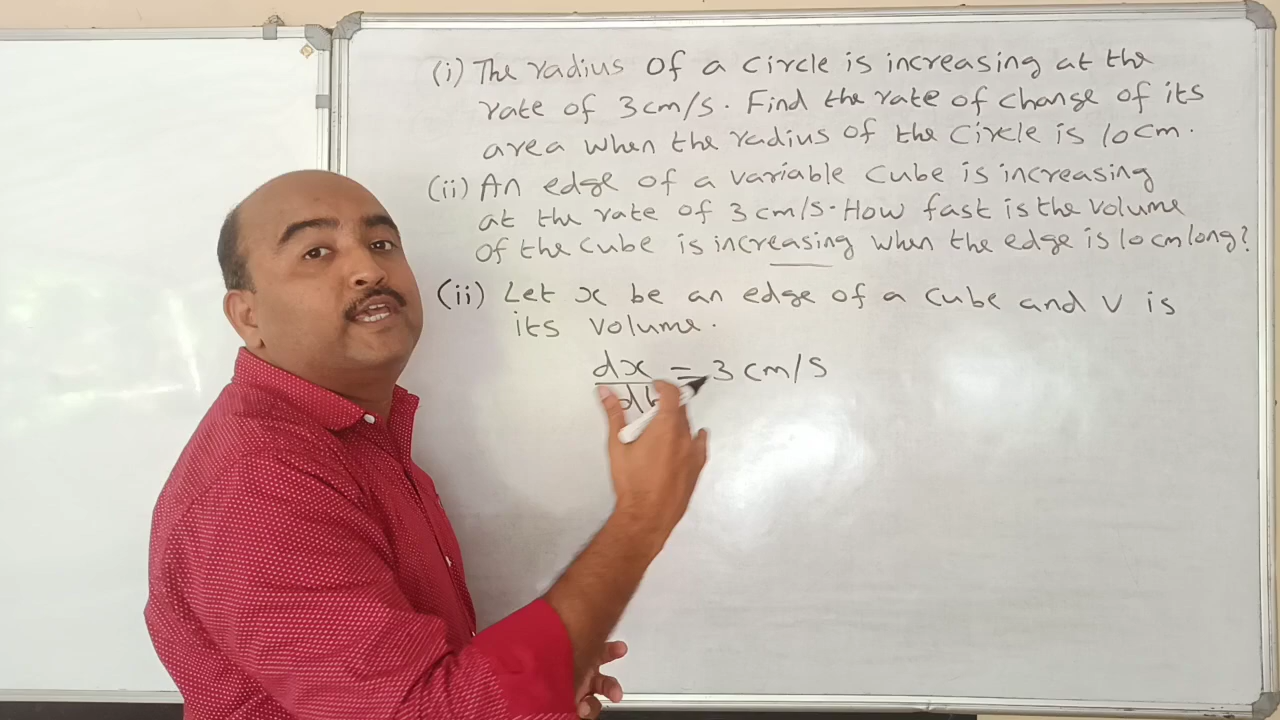 (i) The radius of a circle is increasing at the
rate of 3cm/s. Find the rate of change of its
area when the radius of the circle is 10cm.
(ii) An edge of a variable cube is increasing
at the rate of 3cm/s. How fast is the volume
of the cube is increasing when the edge is 10cm long?
(ii) Let x be an edge of a cube and V is
its volume.
dx = 3 cm/s
dt